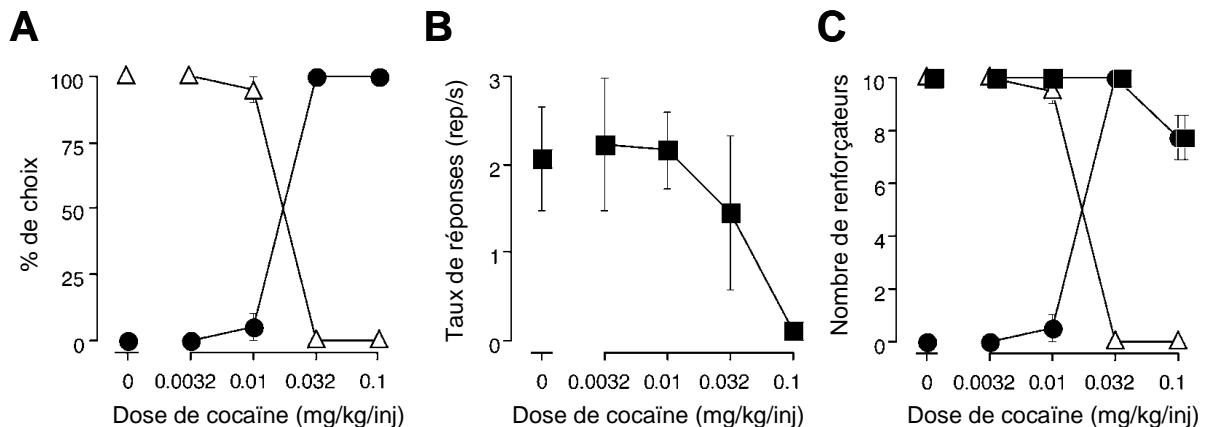 A
% de choix
100
75
50
25
0
0 0.0032 0.01 0.032 0.1
Dose de cocaïne (mg/kg/inj)
B
Taux de réponses (rep/s)
3
2
1
0
0 0.0032 0.01 0.032 0.1
Dose de cocaïne (mg/kg/inj)
C
Nombre de renforçateurs
10
8
6
4
2
0
0 0.0032 0.01 0.032 0.1
Dose de cocaïne (mg/kg/inj)